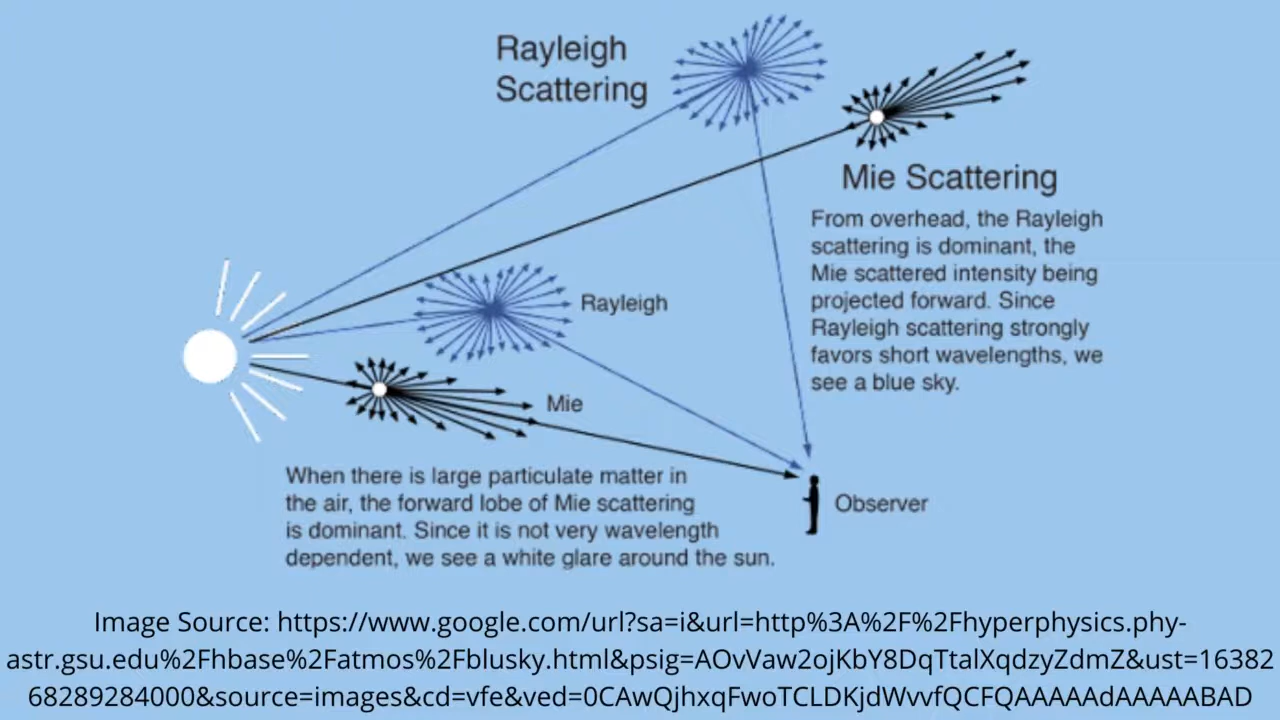 Rayleigh
Scattering
Mie Scattering
From overhead, the Rayleigh
scattering is dominant, the
Mie scattered intensity being
projected forward. Since
Rayleigh scattering strongly
favors short wavelengths, we
see a blue sky.
Rayleigh
Mie
When there is large particulate matter in
the air, the forward lobe of Mie scattering
is dominant. Since it is not very wavelength
dependent, we see a white glare around the sun.
Observer
Image Source: https://www.google.com/url?sa=i&url=http%3A%2F%2Fhyperphysics.phy-
astr.gsu.edu%2Fhbase%2Fatmos%2Fblusky.html&psig=AOvVaw2ojKbY8DqTtalXqdzyZdmZ&ust=16382
68289284000&source=images&cd=vfe&ved=0CAwQjhxqFwoTCLDKjdWvvfQCFQAAAAAdAAAAABAD